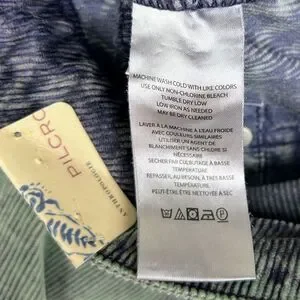 MACHINE WASH COLD WITH LIKE COLORS
USE ONLY NON-CHLORINE BLEACH
TUMBLE DRY LOW
LOW IRON AS NEEDED
MAY BE DRY CLEANED
LAVER À LA MACHINE À L'EAU FROIDE
AVEC COULEURS SIMILAIRES
UTILISER UN AGENT DE
BLANCHIMENT SANS CHLORE SI
NÉCESSAIRE
SÉCHER PAR CULBUTAGE À BASSE
TEMPÉRATURE
REPASSER, AU BESOIN, À TRÈS BASSE
TEMPÉRATURE
PEUT-ÊTRE ÊTRE NETTOYÉ À SEC
PILCRO
ANTHROPOLOGIE